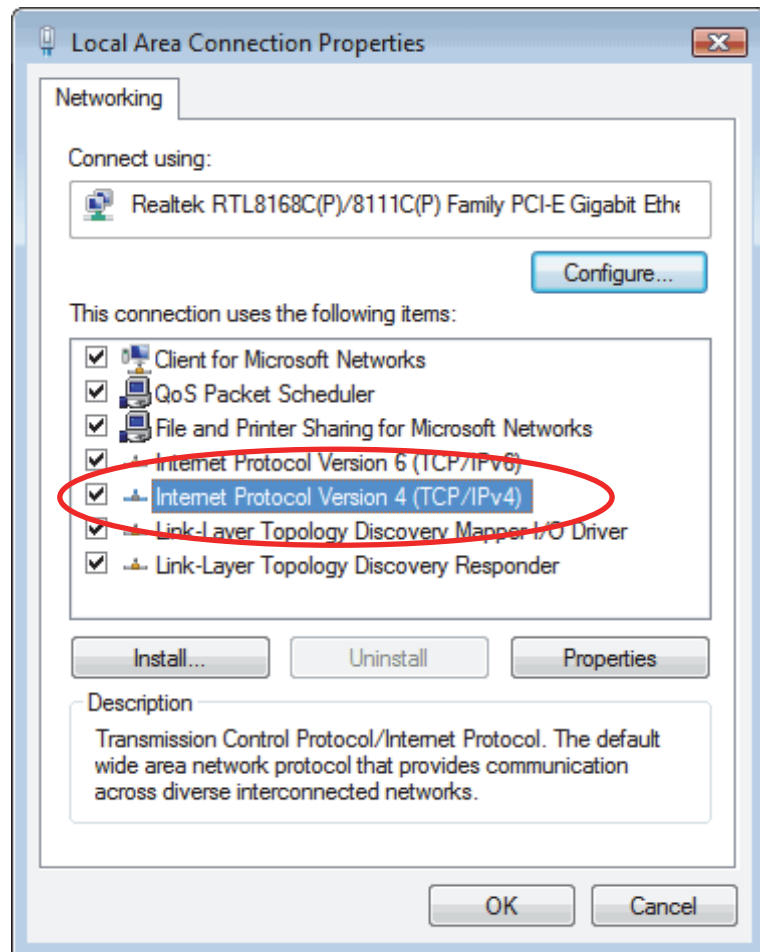 Local Area Connection Properties
Networking
Connect using:
Realtek RTL8168C(P)/8111C(P) Family PCI-E Gigabit Ethe
Configure...
This connection uses the following items:
Client for Microsoft Networks
QoS Packet Scheduler
File and Printer Sharing for Microsoft Networks
Internet Protocol Version 6 (TCP/IPv6)
Internet Protocol Version 4 (TCP/IPv4)
Link-Layer Topology Discovery Mapper I/O Driver
Link-Layer Topology Discovery Responder
Install... Uninstall Properties
Description
Transmission Control Protocol/Internet Protocol. The default
wide area network protocol that provides communication
across diverse interconnected networks.
OK Cancel